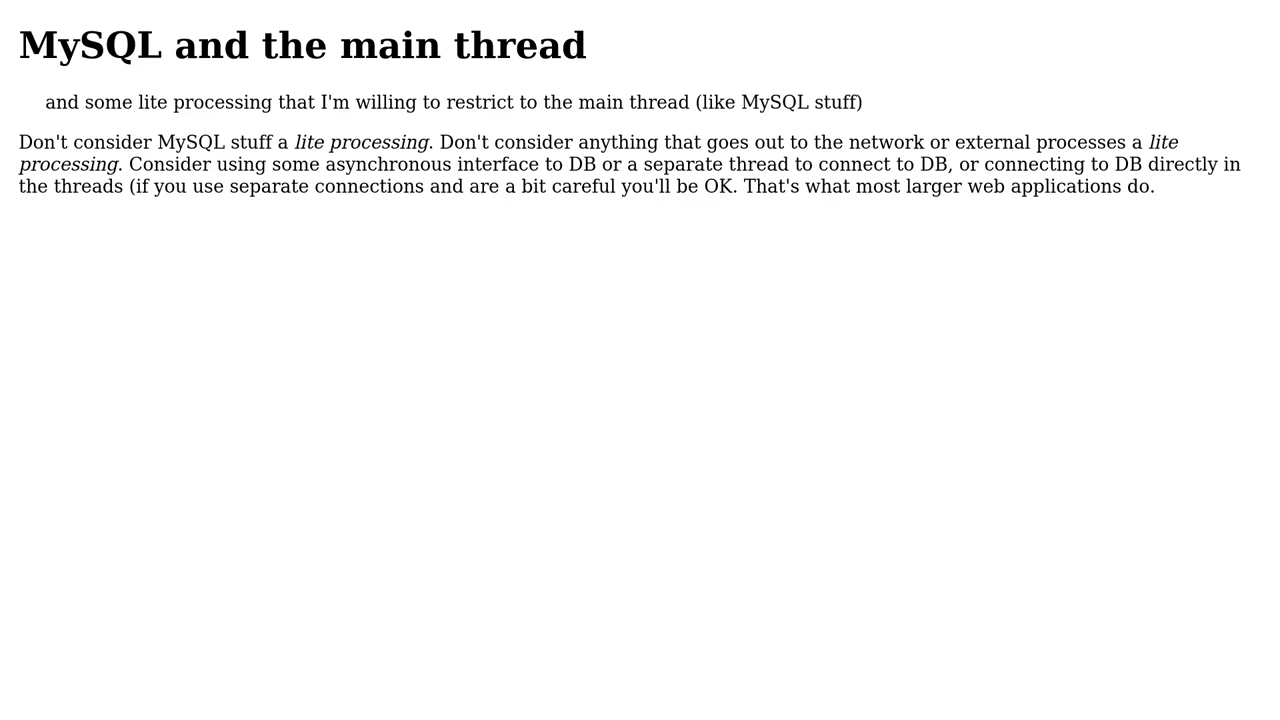 MySQL and the main thread
and some lite processing that I'm willing to restrict to the main thread (like MySQL stuff)
Don't consider MySQL stuff a lite processing. Don't consider anything that goes out to the network or external processes a lite
processing. Consider using some asynchronous interface to DB or a separate thread to connect to DB, or connecting to DB directly in
the threads (if you use separate connections and are a bit careful you'll be OK. That's what most larger web applications do.